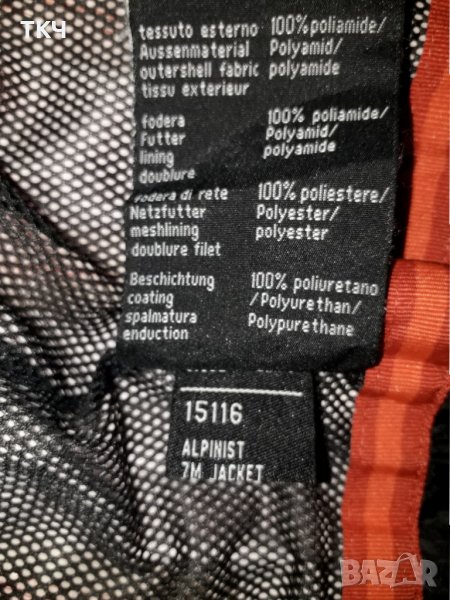 ТКЧ
tessuto esterno 100% poliamide/
Aussenmaterial Polyamid/
outershell fabric polyamide
tissu exterieur
fodera 100% poliamide/
Futter Polyamid/
lining polyamide
doublure
fodera di rete 100% poliestere/
Netzfutter Polyester/
meshlining polyester
doublure filet
Beschichtung 100% poliuretano
coating /Polyurethan/
spalmatura Polypurethane
enduction
15116
ALPINIST
7M JACKET
ТКЧ
BAZAR